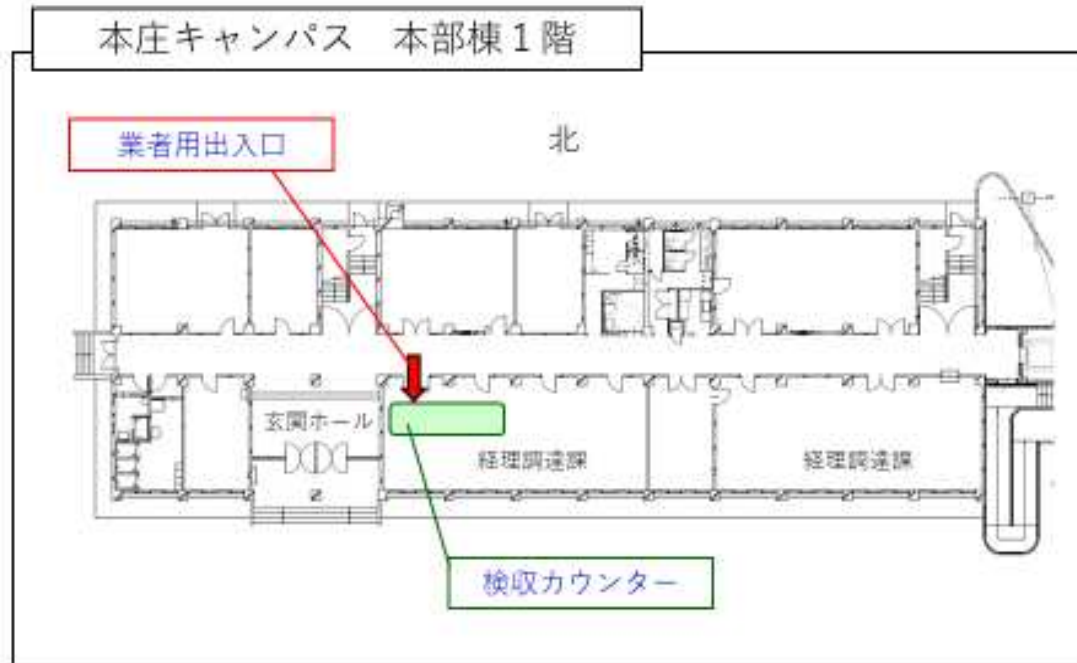 本庄キャンパス　本部棟1階
業者用出入口
北
玄関ホール
経理調達課
経理調達課
検収カウンター